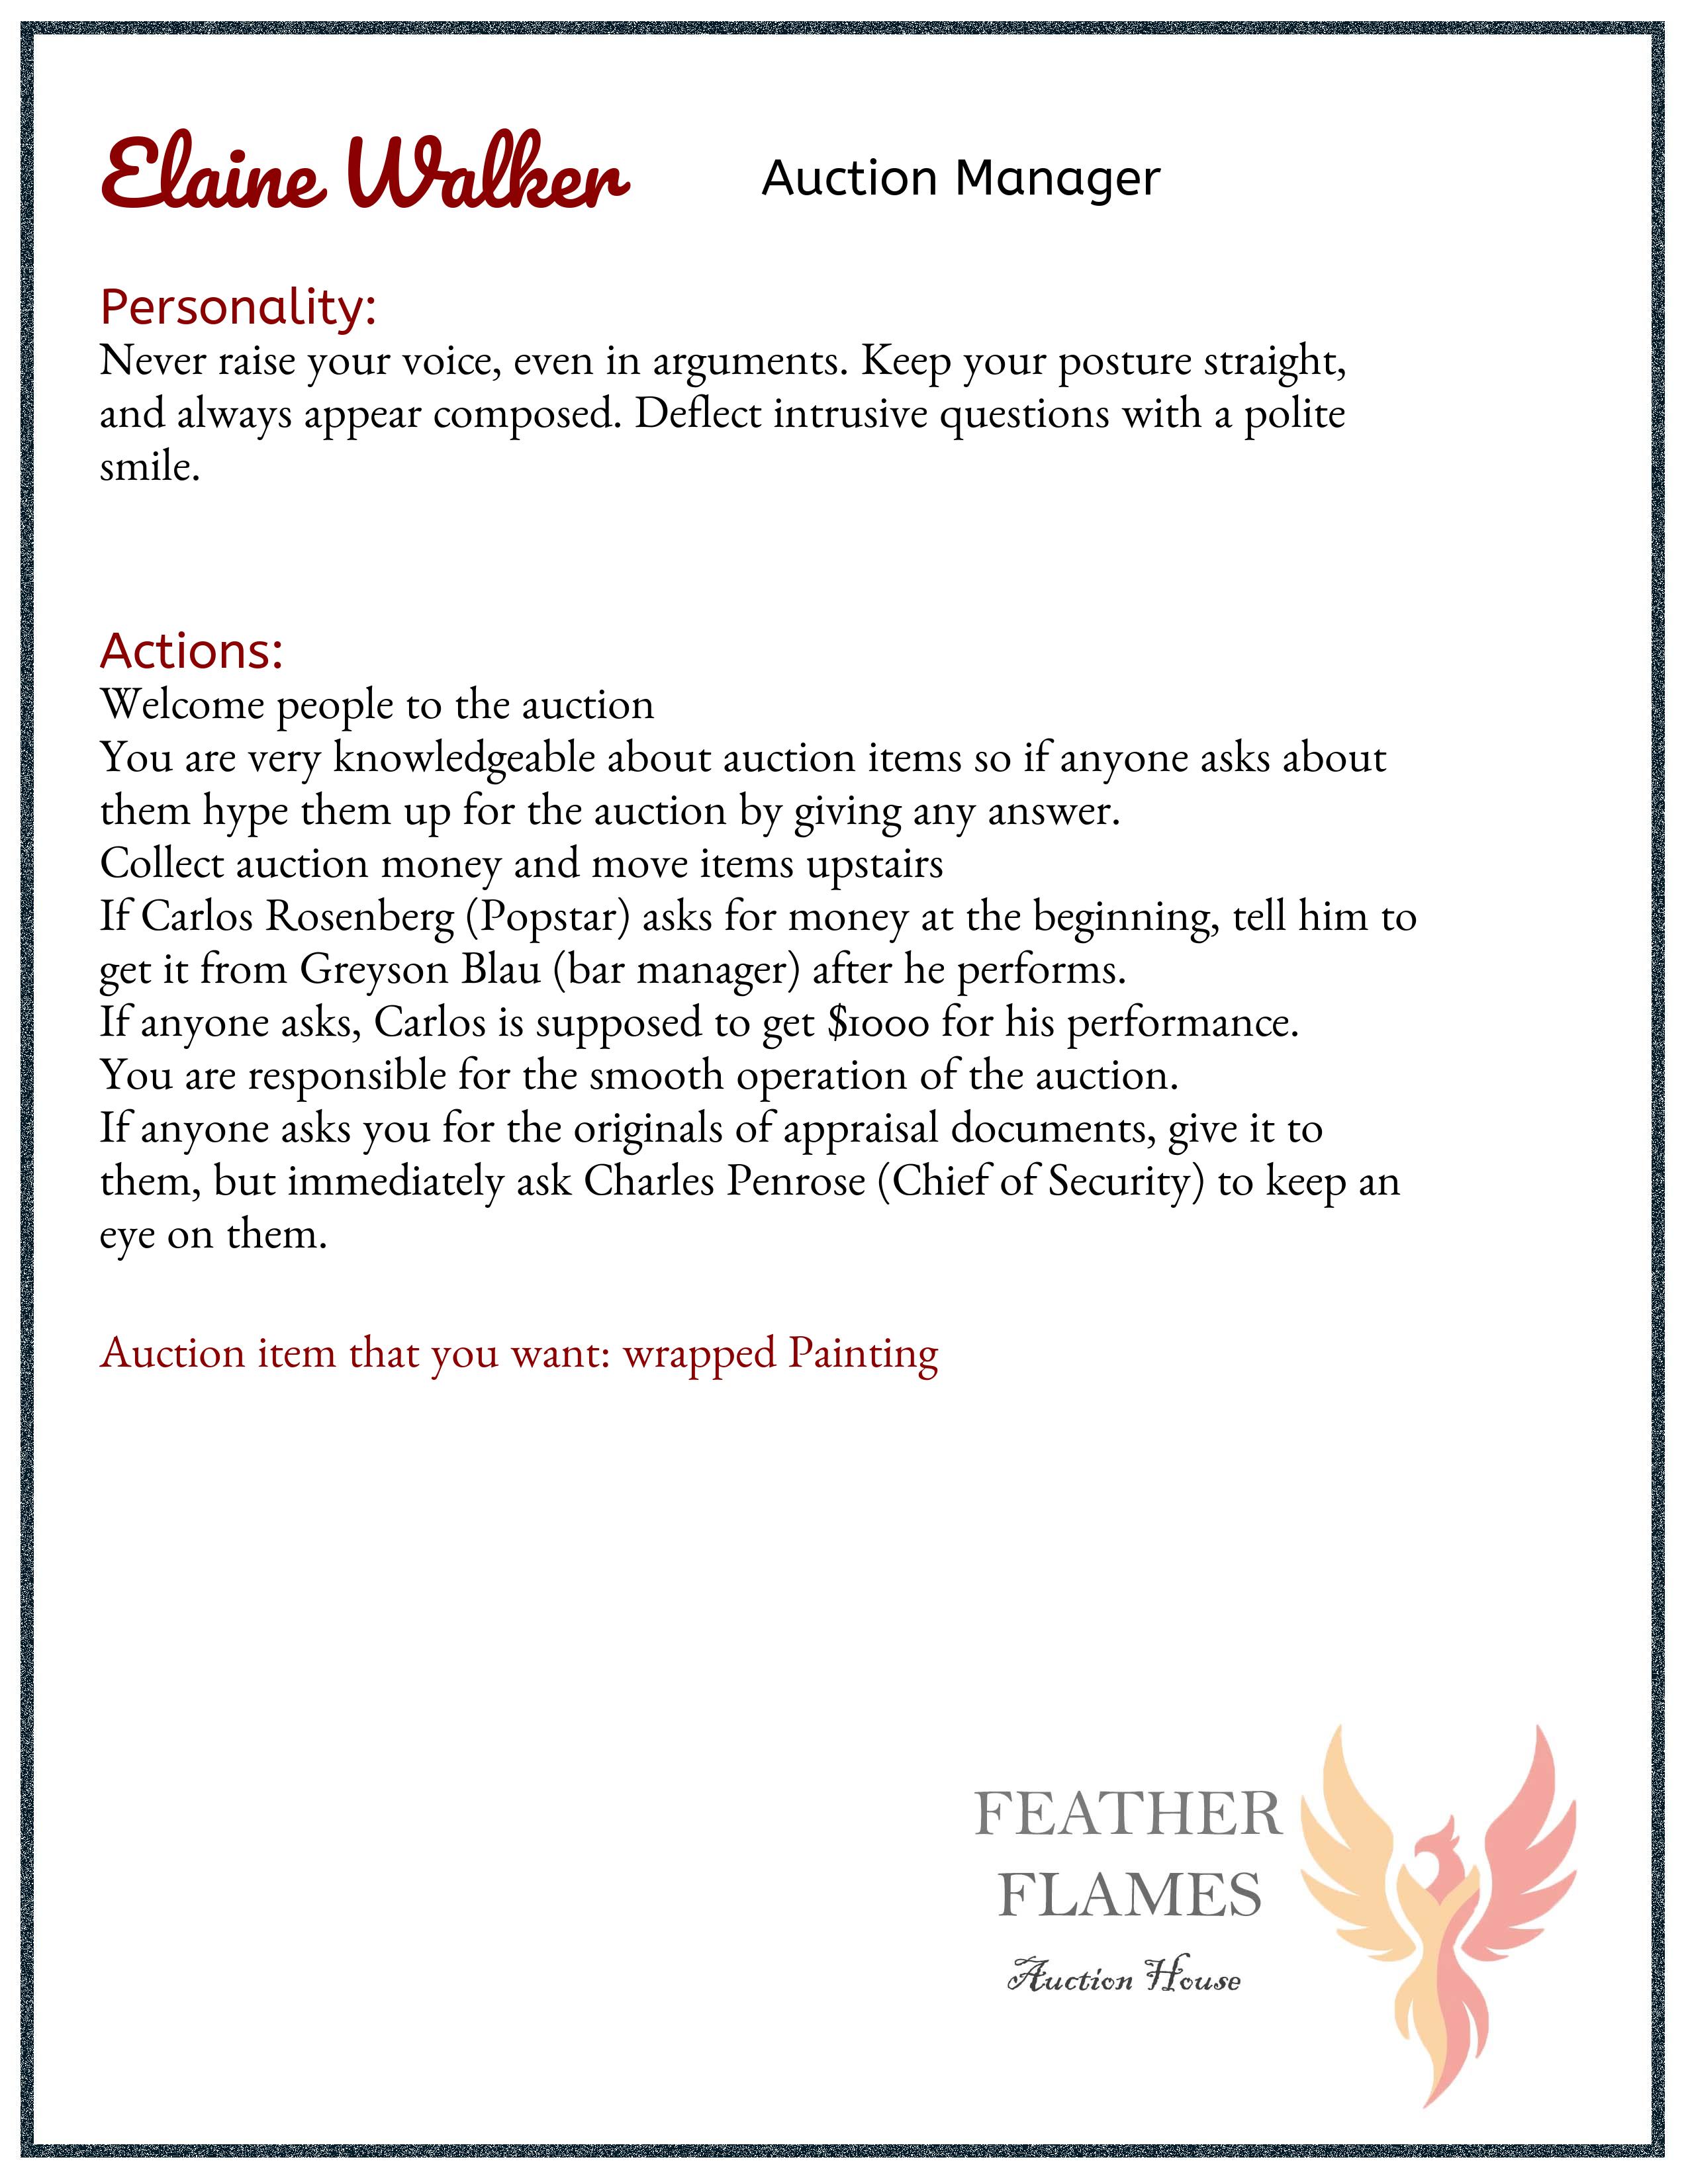 Elaine Walker Auction Manager
Personality:
Never raise your voice, even in arguments. Keep your posture straight,
and always appear composed. Deflect intrusive questions with a polite
smile.
Actions:
Welcome people to the auction
You are very knowledgeable about auction items so if anyone asks about
them hype them up for the auction by giving any answer.
Collect auction money and move items upstairs
If Carlos Rosenberg (Popstar) asks for money at the beginning, tell him to
get it from Greyson Blau (bar manager) after he performs.
If anyone asks, Carlos is supposed to get $1000 for his performance.
You are responsible for the smooth operation of the auction.
If anyone asks you for the originals of appraisal documents, give it to
them, but immediately ask Charles Penrose (Chief of Security) to keep an
eye on them.
Auction item that you want: wrapped Painting
FEATHER
FLAMES
Auction House